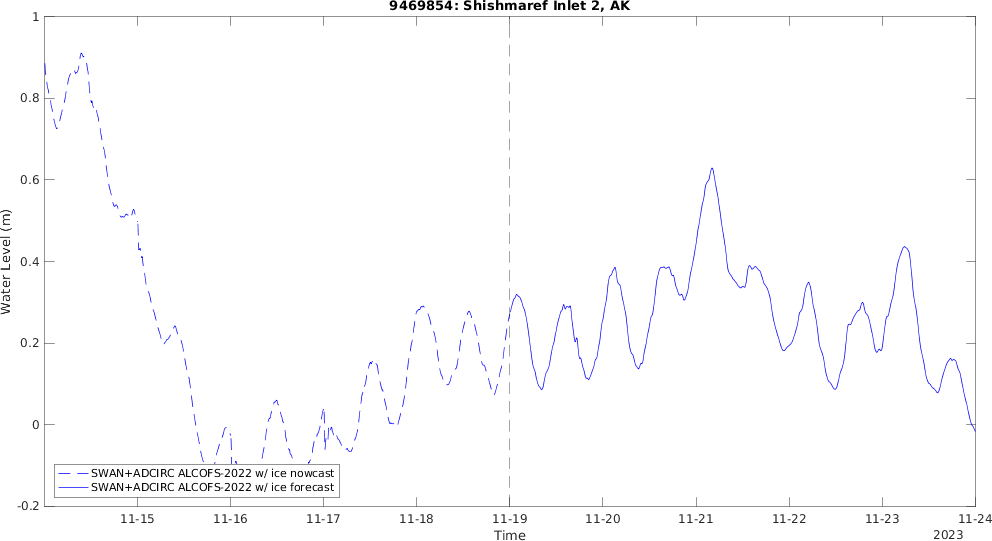 9469854: Shishmaref Inlet 2, AK
1
0.8
0.6
0.4
0.2
0
-0.2
Water Level (m)
SWAN+ADCIRC ALCOFS-2022 w/ ice nowcast
SWAN+ADCIRC ALCOFS-2022 w/ ice forecast
11-15 11-16 11-17 11-18 11-19 11-20 11-21 11-22 11-23 11-24
Time
2023